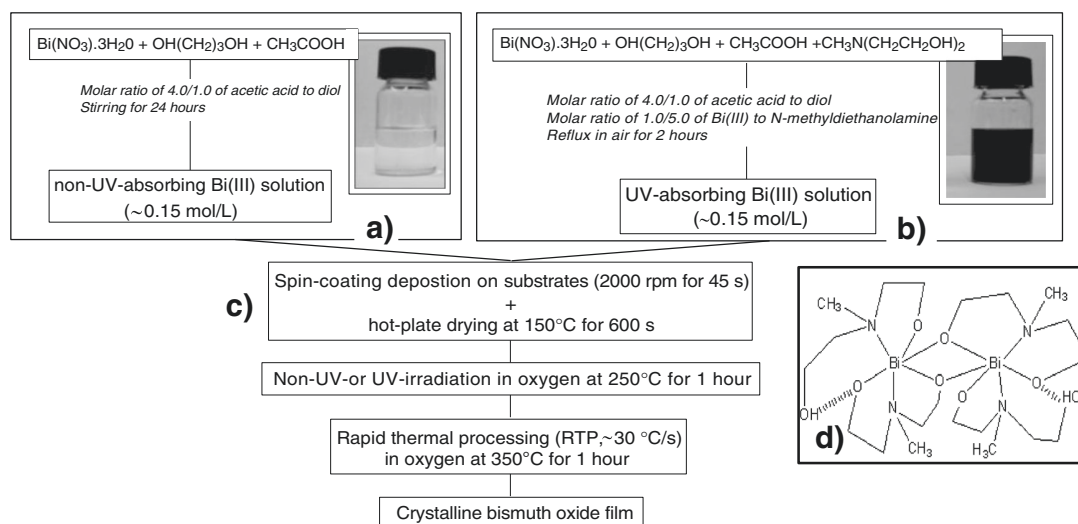 Bi(NO3).3H20 + OH(CH2)3OH + CH3COOH
Molar ratio of 4.0/1.0 of acetic acid to diol
Stirring for 24 hours
non-UV-absorbing Bi(III) solution
(~0.15 mol/L)
a)
Bi(NO3).3H2O + OH(CH2)3OH + CH3COOH +CH3N(CH2CH2OH)2
Molar ratio of 4.0/1.0 of acetic acid to diol
Molar ratio of 1.0/5.0 of Bi(III) to N-methyldiethanolamine
Reflux in air for 2 hours
UV-absorbing Bi(III) solution
(~0.15 mol/L)
b)
c)
Spin-coating depostion on substrates (2000 rpm for 45 s)
+
hot-plate drying at 150°C for 600 s
Non-UV-or UV-irradiation in oxygen at 250°C for 1 hour
Rapid thermal processing (RTP,~30 °C/s)
in oxygen at 350°C for 1 hour
Crystalline bismuth oxide film
CH3 CH3
N O O N
Bi Bi
O O O O HO
OH N N
CH3 H3C
d)